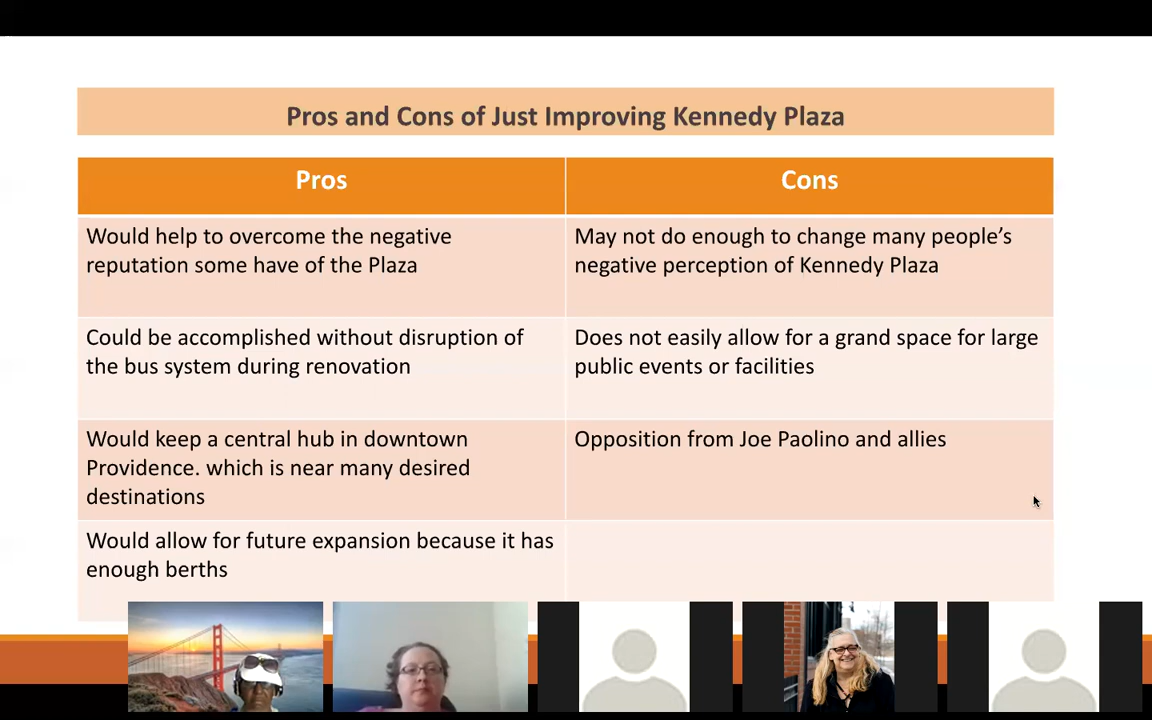 Pros and Cons of Just Improving Kennedy Plaza
Pros
Cons
Would help to overcome the negative
reputation some have of the Plaza
May not do enough to change many people’s
negative perception of Kennedy Plaza
Could be accomplished without disruption of
the bus system during renovation
Does not easily allow for a grand space for large
public events or facilities
Would keep a central hub in downtown
Providence. which is near many desired
destinations
Opposition from Joe Paolino and allies
Would allow for future expansion because it has
enough berths